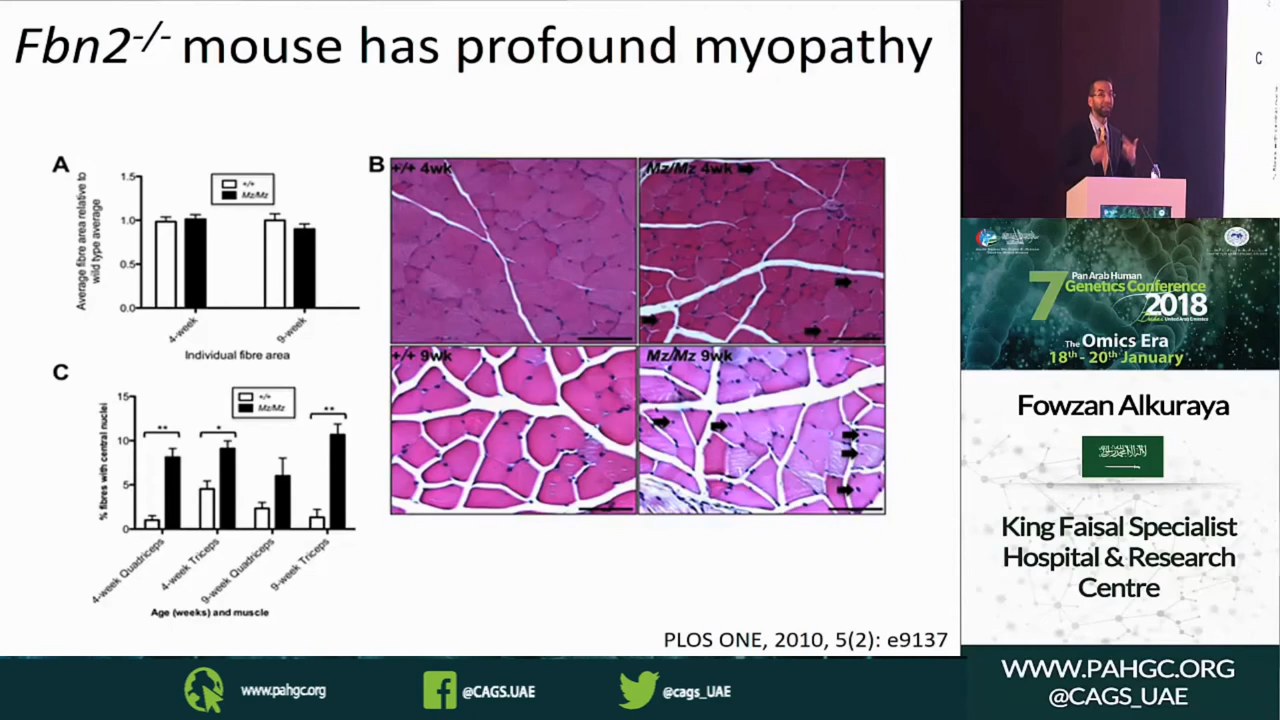 Fbn2-/- mouse has profound myopathy
A
Average fibre area relative to
wild type average
1.5
1.0
0.5
0.0
+/+
Mz/Mz
4-week
9-week
Individual fibre area
B
+/+ 4wk
Mz/Mz 4wk
+/+ 9wk
Mz/Mz 9wk
C
% fibres with central nuclei
15
10
5
0
+/+
Mz/Mz
**
*
**
4-week Quadriceps
4-week Triceps
9-week Quadriceps
9-week Triceps
Age (weeks) and muscle
PLOS ONE, 2010, 5(2): e9137
C
7
Pan Arab Human
Genetics Conference
2018
Dubai United Arab Emirates
The Omics Era
18th - 20th January
Fowzan Alkuraya
King Faisal Specialist
Hospital & Research
Centre
WWW.PAHGC.ORG
@CAGS_UAE
www.pahgc.org
@CAGS.UAE
@cags_UAE